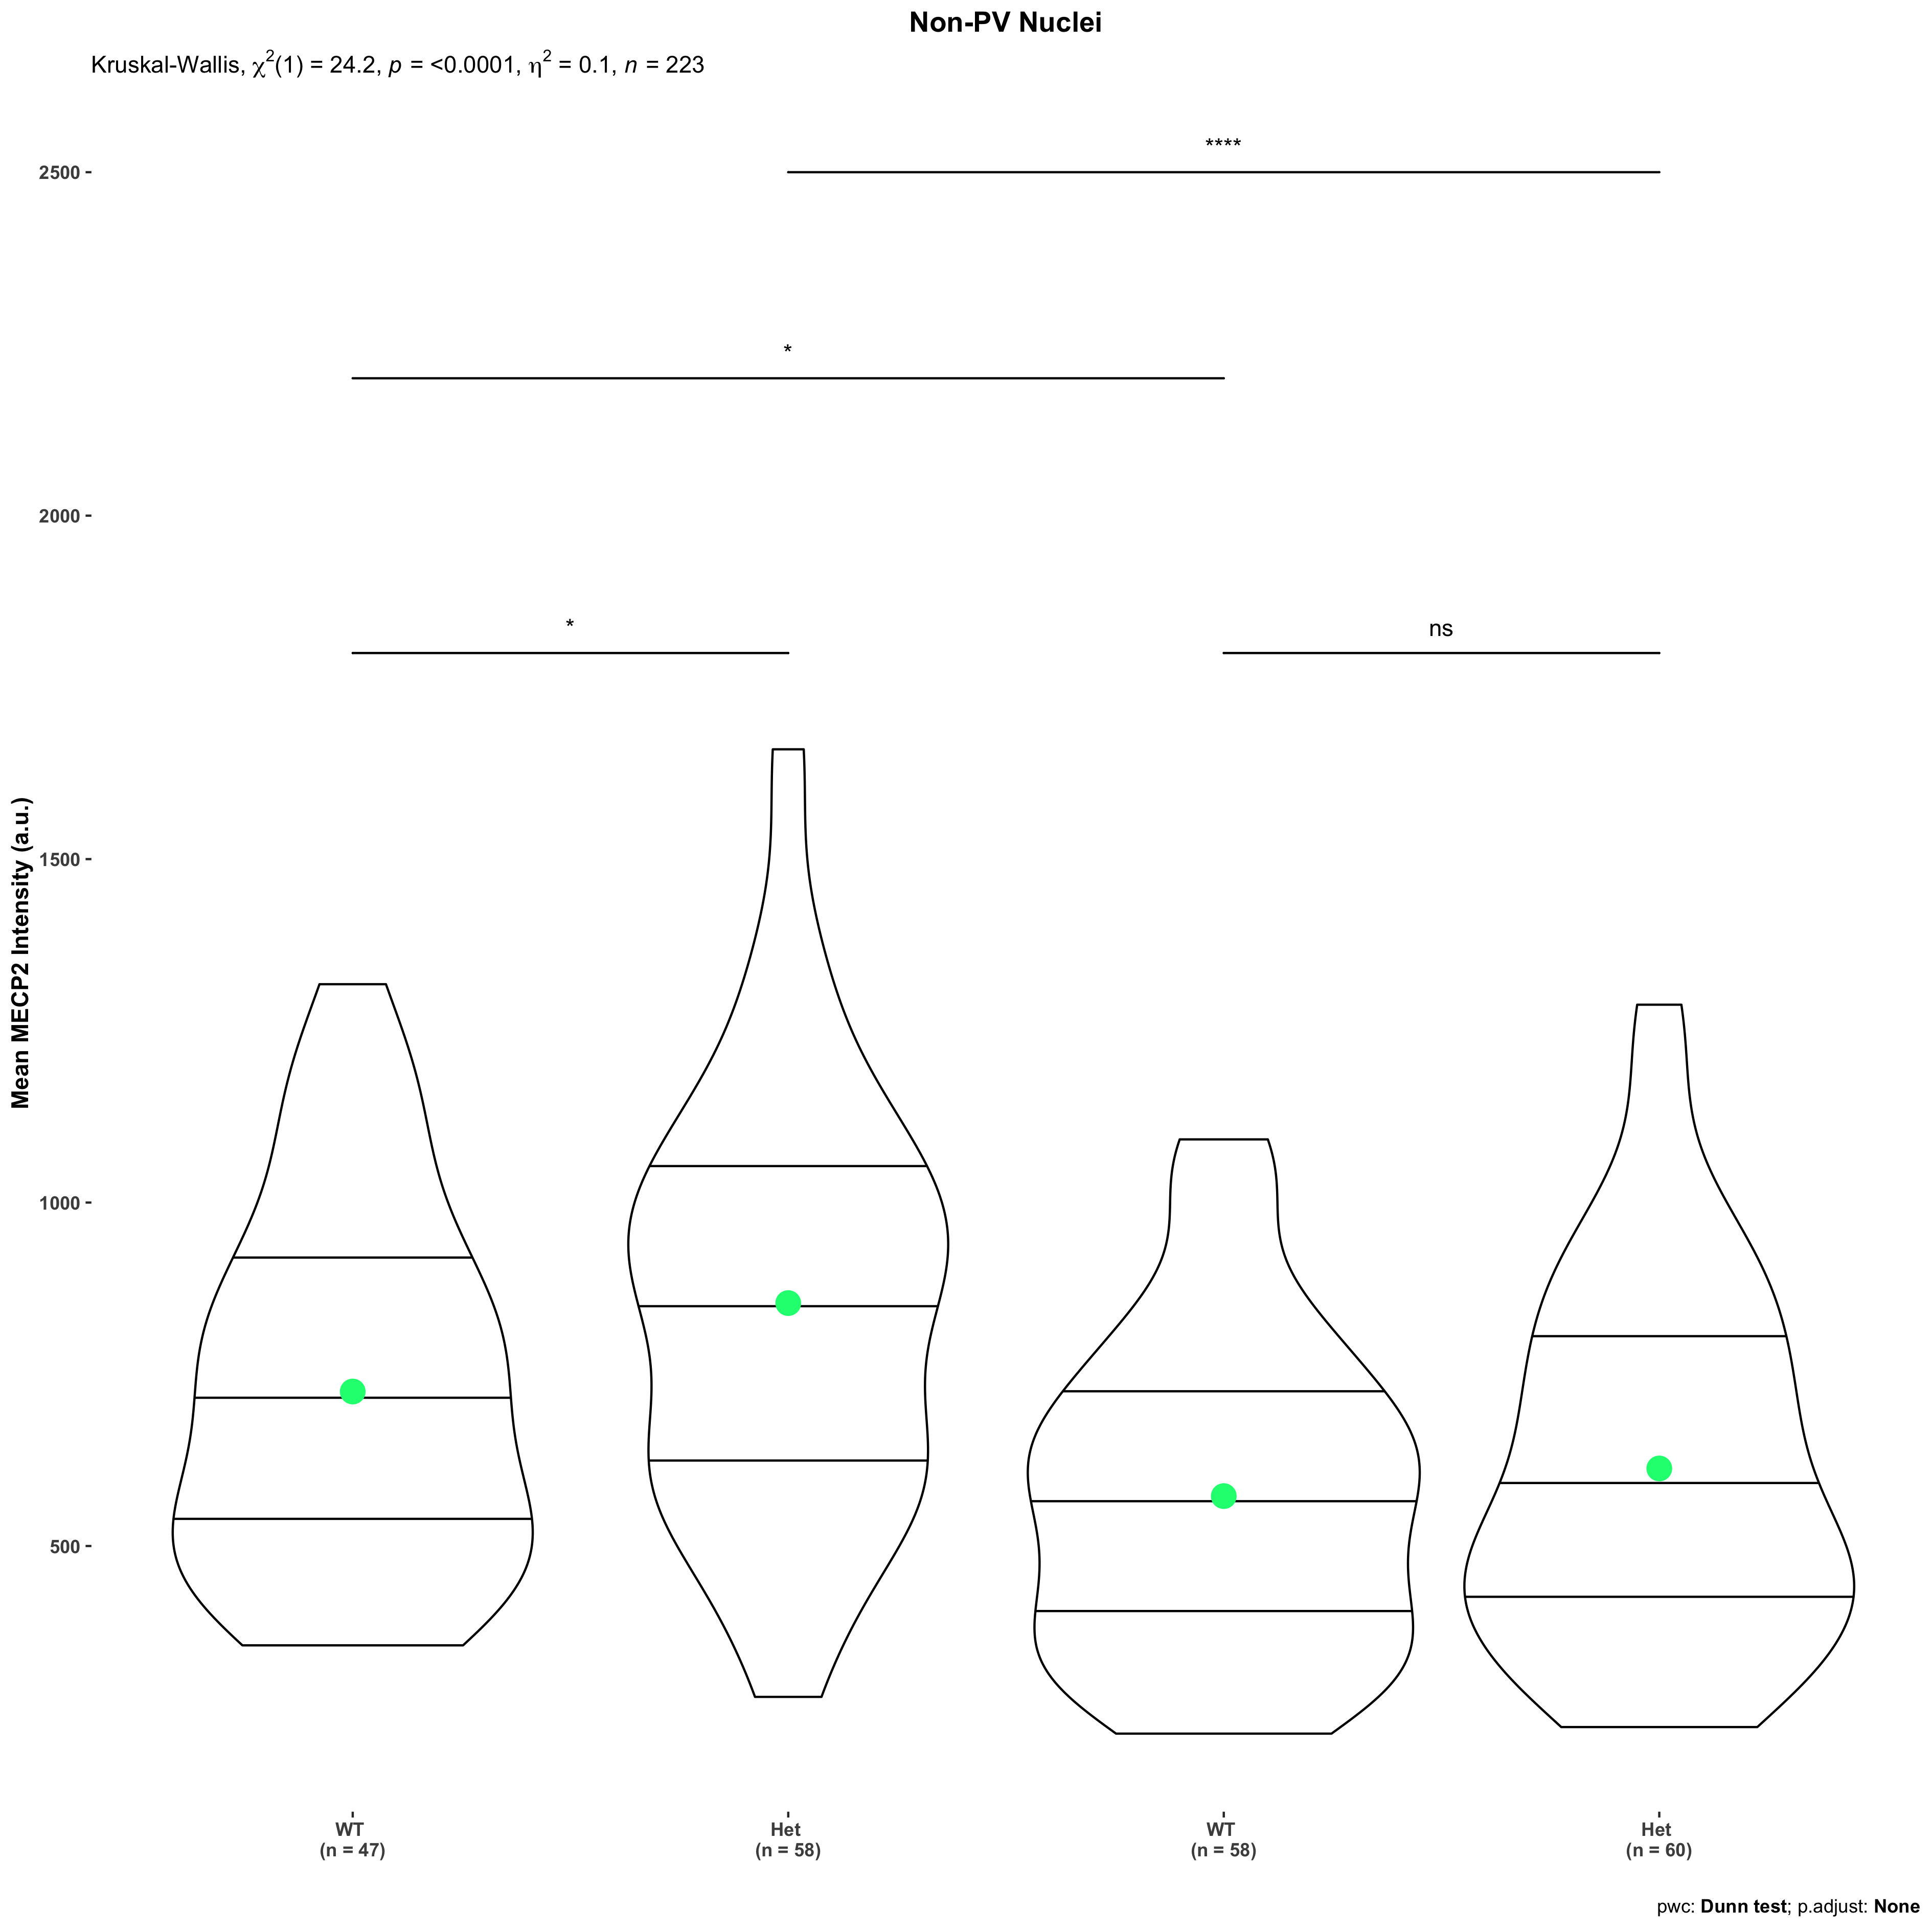 Non-PV Nuclei
Kruskal-Wallis, χ²(1) = 24.2, p = <0.0001, η² = 0.1, n = 223
****
2500
*
2000
*
ns
Mean MECP2 Intensity (a.u.)
1500
1000
500
WT
(n = 47)
Het
(n = 58)
WT
(n = 58)
Het
(n = 60)
pwc: Dunn test; p.adjust: None